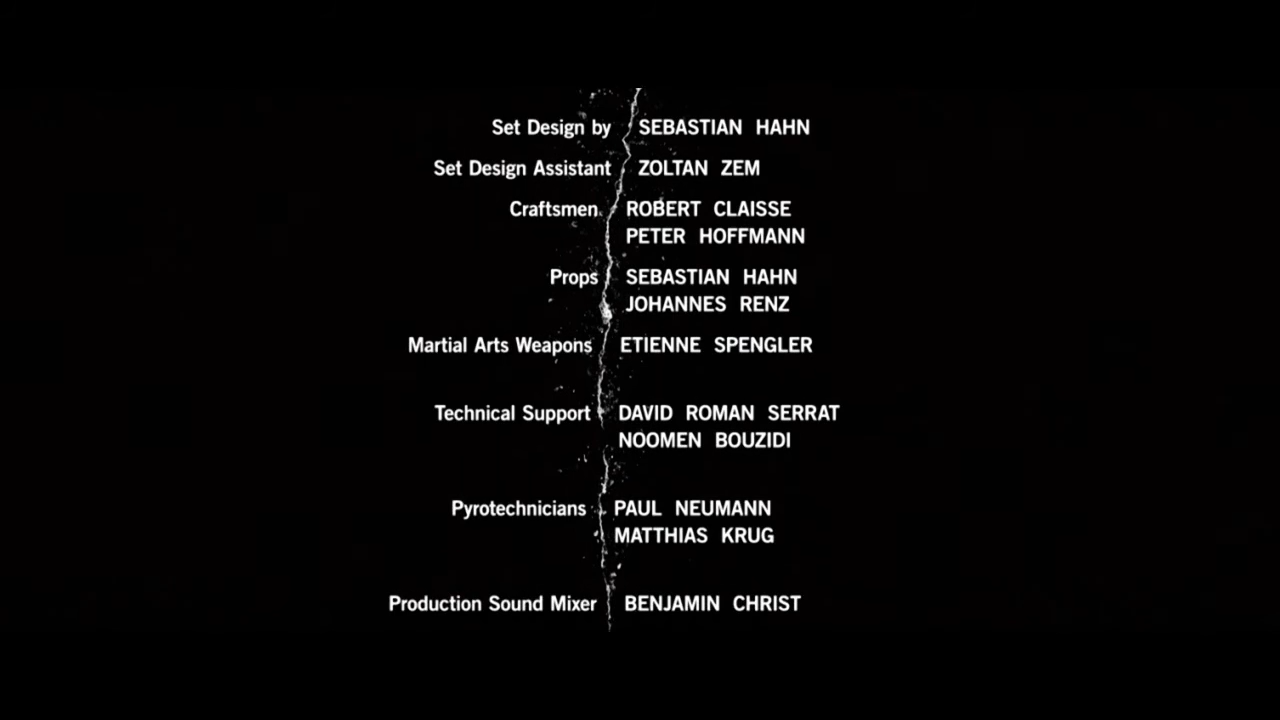 Set Design by SEBASTIAN HAHN
Set Design Assistant ZOLTAN ZEM
Craftsmen ROBERT CLAISSE
PETER HOFFMANN
Props SEBASTIAN HAHN
JOHANNES RENZ
Martial Arts Weapons ETIENNE SPENGLER
Technical Support DAVID ROMAN SERRAT
NOOMEN BOUZIDI
Pyrotechnicians PAUL NEUMANN
MATTHIAS KRUG
Production Sound Mixer BENJAMIN CHRIST